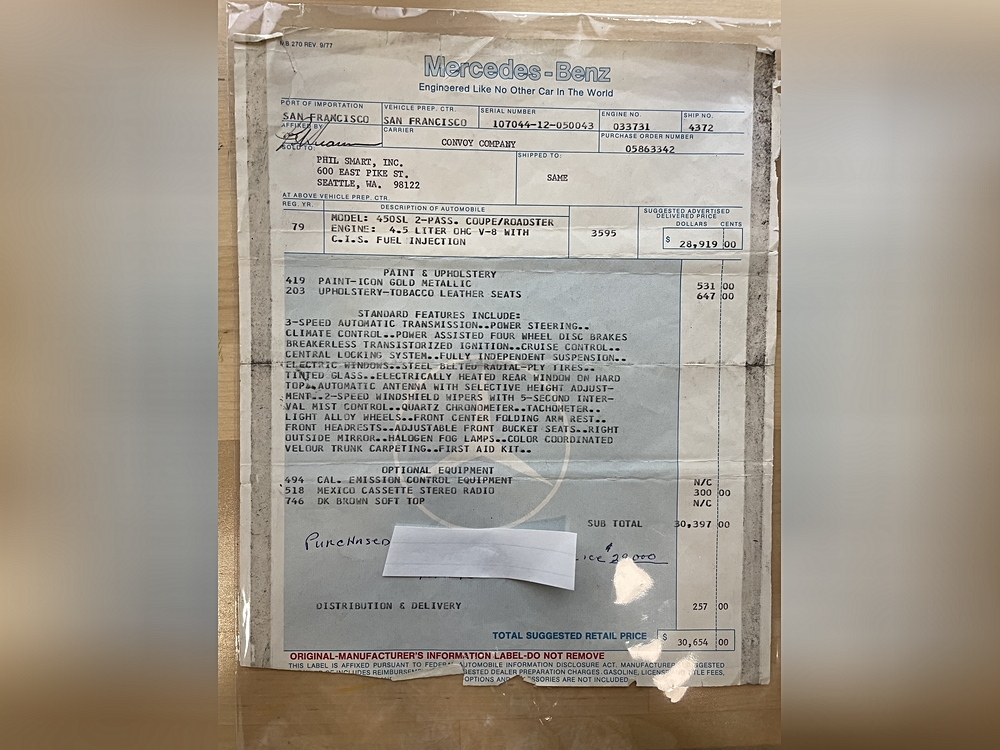 NB 270 REV. 9/77
Mercedes-Benz
Engineered Like No Other Car In The World
PORT OF IMPORTATION
SAN FRANCISCO
VEHICLE PREP. CTR.
SAN FRANCISCO
SERIAL NUMBER
107044-12-050043
ENGINE NO.
033731
SHIP NO.
4372
AFFIXED BY
CARRIER
CONVOY COMPANY
PURCHASE ORDER NUMBER
05863342
SOLD TO:
PHIL SMART, INC.
600 EAST PIKE ST.
SEATTLE, WA. 98122
SHIPPED TO:
SAME
AT ABOVE VEHICLE PREP. CTR.
REG. YR.
79
DESCRIPTION OF AUTOMOBILE
MODEL: 450SL 2-PASS. COUPE/ROADSTER
ENGINE: 4.5 LITER OHC V-8 WITH
C.I.S. FUEL INJECTION
3595
SUGGESTED ADVERTISED
DELIVERED PRICE
DOLLARS CENTS
$ 28,919 00
PAINT & UPHOLSTERY
419 PAINT-ICON GOLD METALLIC 531 00
203 UPHOLSTERY-TOBACCO LEATHER SEATS 647 00
STANDARD FEATURES INCLUDE:
3-SPEED AUTOMATIC TRANSMISSION..POWER STEERING..
CLIMATE CONTROL..POWER ASSISTED FOUR WHEEL DISC BRAKES
BREAKERLESS TRANSISTORIZED IGNITION..CRUISE CONTROL..
CENTRAL LOCKING SYSTEM..FULLY INDEPENDENT SUSPENSION..
ELECTRIC WINDOWS..STEEL BELTED RADIAL-PLY TIRES..
TINTED GLASS..ELECTRICALLY HEATED REAR WINDOW ON HARD
TOP..AUTOMATIC ANTENNA WITH SELECTIVE HEIGHT ADJUST-
MENT..2-SPEED WINDSHIELD WIPERS WITH 5-SECOND INTER-
VAL MIST CONTROL..QUARTZ CHRONOMETER..TACHOMETER..
LIGHT ALLOY WHEELS..FRONT CENTER FOLDING ARM REST..
FRONT HEADRESTS..ADJUSTABLE FRONT BUCKET SEATS..RIGHT
OUTSIDE MIRROR..HALOGEN FOG LAMPS..COLOR COORDINATED
VELOUR TRUNK CARPETING..FIRST AID KIT..
OPTIONAL EQUIPMENT
494 CAL. EMISSION CONTROL EQUIPMENT N/C
518 MEXICO CASSETTE STEREO RADIO 300 00
746 DK BROWN SOFT TOP N/C
SUB TOTAL 30,397 00
Purchased
DISTRIBUTION & DELIVERY 257 00
TOTAL SUGGESTED RETAIL PRICE $ 30,654 00
ORIGINAL-MANUFACTURER'S INFORMATION LABEL-DO NOT REMOVE
THIS LABEL IS AFFIXED PURSUANT TO FEDERAL AUTOMOBILE INFORMATION DISCLOSURE ACT. MANUFACTURER SUGGESTED
INCLUDES DEALER PREPARATION CHARGES. GASOLINE, FEES,
OPTIONS ARE NOT INCLUDED